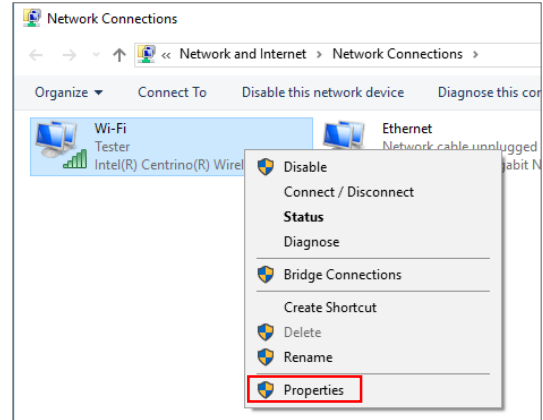 Network Connections
« Network and Internet > Network Connections >
Organize Connect To Disable this network device Diagnose this con
Wi-Fi
Tester
Intel(R) Centrino(R) Wirel
Ethernet
Network cable unplugged
gabit N
Disable
Connect / Disconnect
Status
Diagnose
Bridge Connections
Create Shortcut
Delete
Rename
Properties